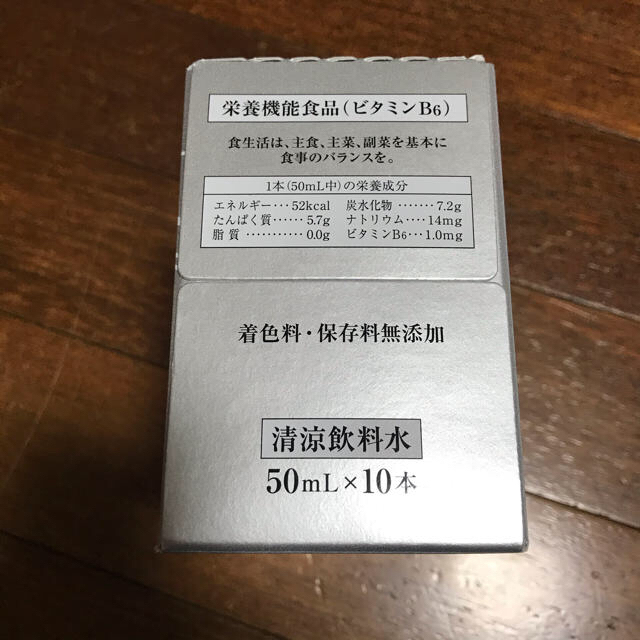 栄養機能食品(ビタミンB6)
食生活は、主食、主菜、副菜を基本に
食事のバランスを。
1本(50mL中)の栄養成分
エネルギー…52kcal 炭水化物……7.2g
たんぱく質……5.7g ナトリウム…14mg
脂質…………0.0g ビタミンB6…1.0mg
着色料・保存料無添加
清涼飲料水
50mL×10本